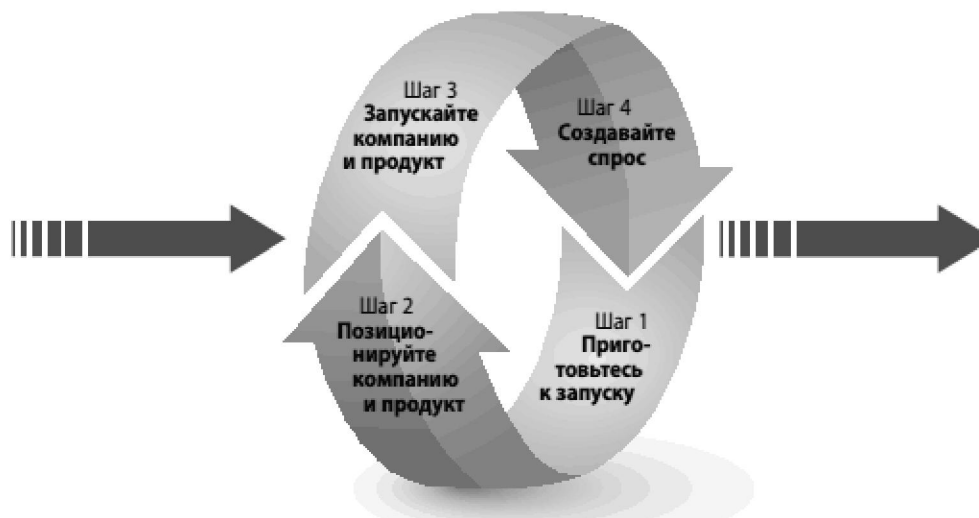 Шаг 3
Запускайте
компанию
и продукт
Шаг 4
Создавайте
спрос
Шаг 2
Позицио-
нируйте
компанию
и продукт
Шаг 1
Приго-
товьтесь
к запуску